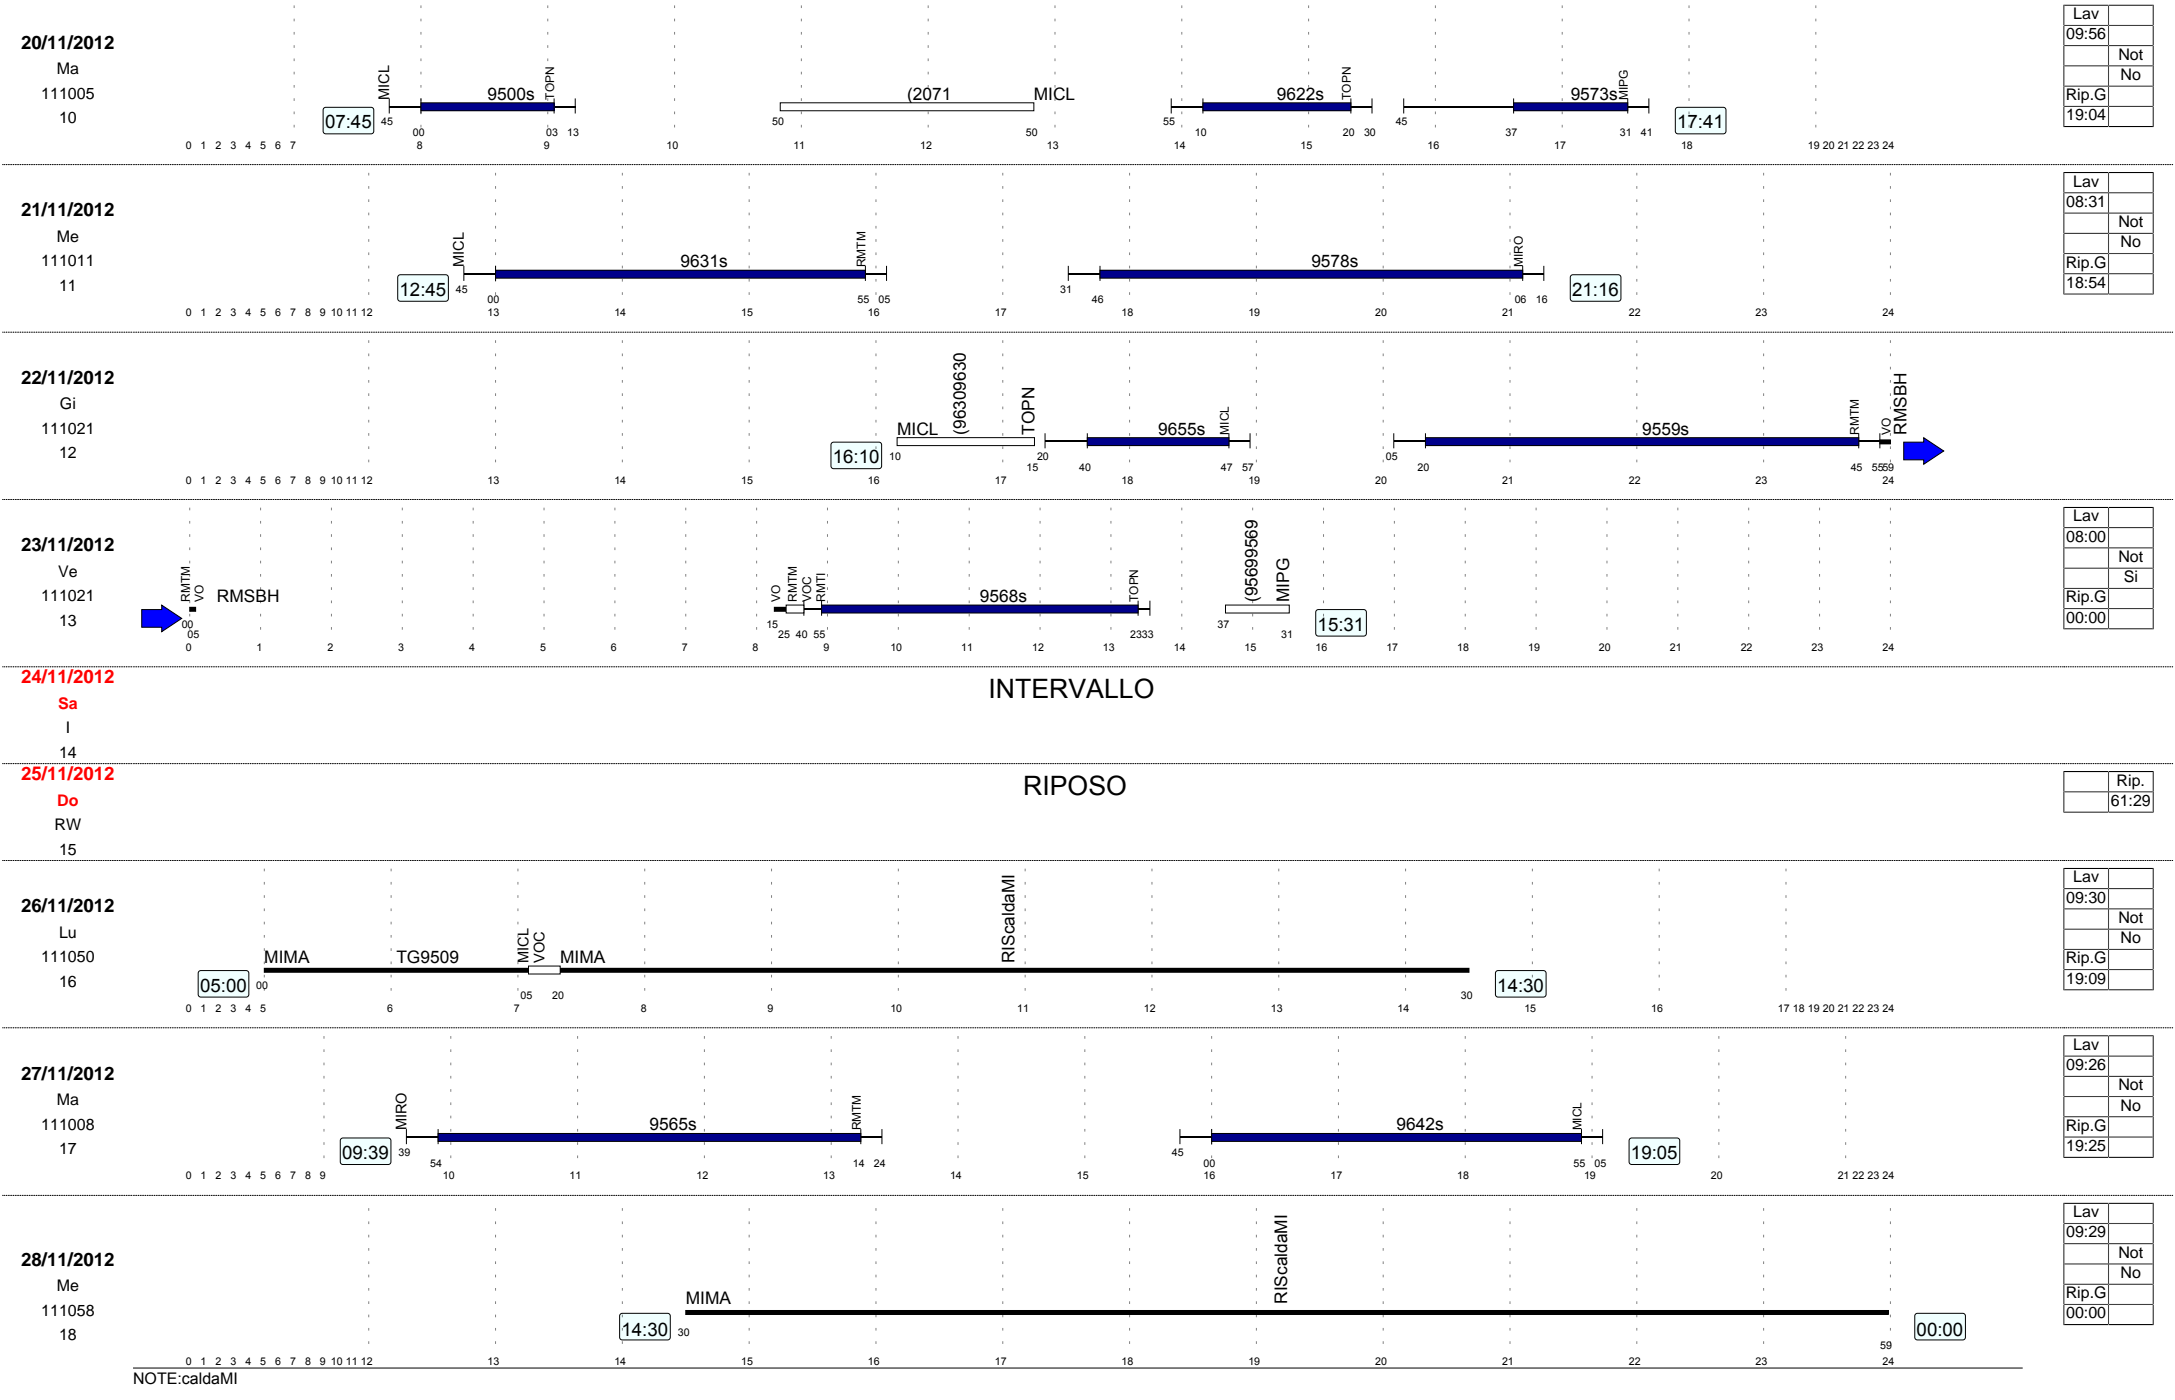 20/11/2012
Ma
111005
10
07:45
MICL
45
00
9500s
TOPN
03 13
50
(2071
50
MICL
55
10
9622s
TOPN
20 30
45
37
9573s
MIPG
31 41
17:41
0 1 2 3 4 5 6 7 8 9 10 11 12 13 14 15 16 17 18 19 20 21 22 23 24
Lav
09:56
Not
No
Rip.G
19:04
21/11/2012
Me
111011
11
12:45
MICL
45
00
9631s
RMTM
55 05
31
46
9578s
MIRO
06 16
21:16
0 1 2 3 4 5 6 7 8 9 10 11 12 13 14 15 16 17 18 19 20 21 22 23 24
Lav
08:31
Not
No
Rip.G
18:54
22/11/2012
Gi
111021
12
16:10
MICL
10
(96309630
TOPN
15
20
40
9655s
MICL
47 57
05
20
9559s
RMTM
45
VO
5559
RMSBH
0 1 2 3 4 5 6 7 8 9 10 11 12 13 14 15 16 17 18 19 20 21 22 23 24
23/11/2012
Ve
111021
13
RMTM
VO
00
05
RMSBH
VO
RMTM
VOC
RMTI
15
25 40 55
9568s
TOPN
2333
37
(95699569
MIPG
31
15:31
0 1 2 3 4 5 6 7 8 9 10 11 12 13 14 15 16 17 18 19 20 21 22 23 24
Lav
08:00
Not
Si
Rip.G
00:00
24/11/2012
Sa
I
14
INTERVALLO
25/11/2012
Do
RW
15
RIPOSO
Rip.
61:29
26/11/2012
Lu
111050
16
05:00
00
MIMA
TG9509
MICL
VOC
05 20
MIMA
RIScaldaMI
30
14:30
0 1 2 3 4 5 6 7 8 9 10 11 12 13 14 15 16 17 18 19 20 21 22 23 24
Lav
09:30
Not
No
Rip.G
19:09
27/11/2012
Ma
111008
17
09:39
MIRO
39
54
9565s
RMTM
14 24
45
00
9642s
MICL
55 05
19:05
0 1 2 3 4 5 6 7 8 9 10 11 12 13 14 15 16 17 18 19 20 21 22 23 24
Lav
09:26
Not
No
Rip.G
19:25
28/11/2012
Me
111058
18
14:30
30
MIMA
RIScaldaMI
59
00:00
0 1 2 3 4 5 6 7 8 9 10 11 12 13 14 15 16 17 18 19 20 21 22 23 24
Lav
09:29
Not
No
Rip.G
00:00
NOTE:caldaMI